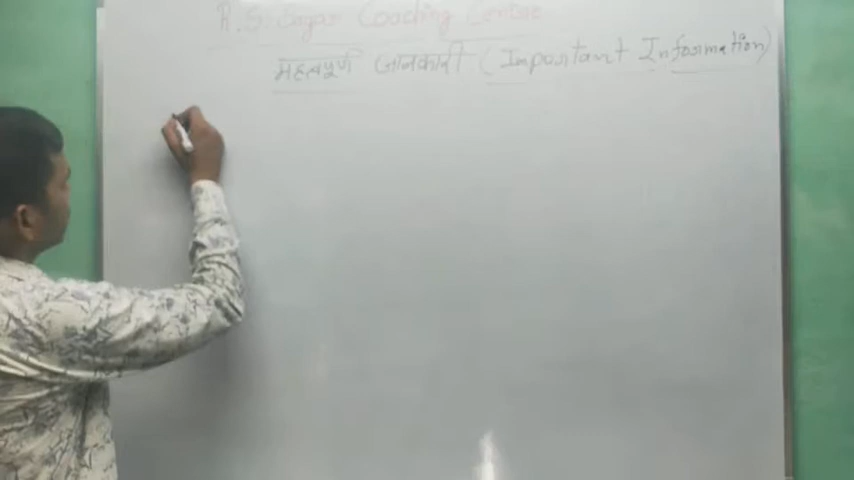 R.S. Sagar Coaching Centre
महत्वपूर्ण जानकारी (Important Information)